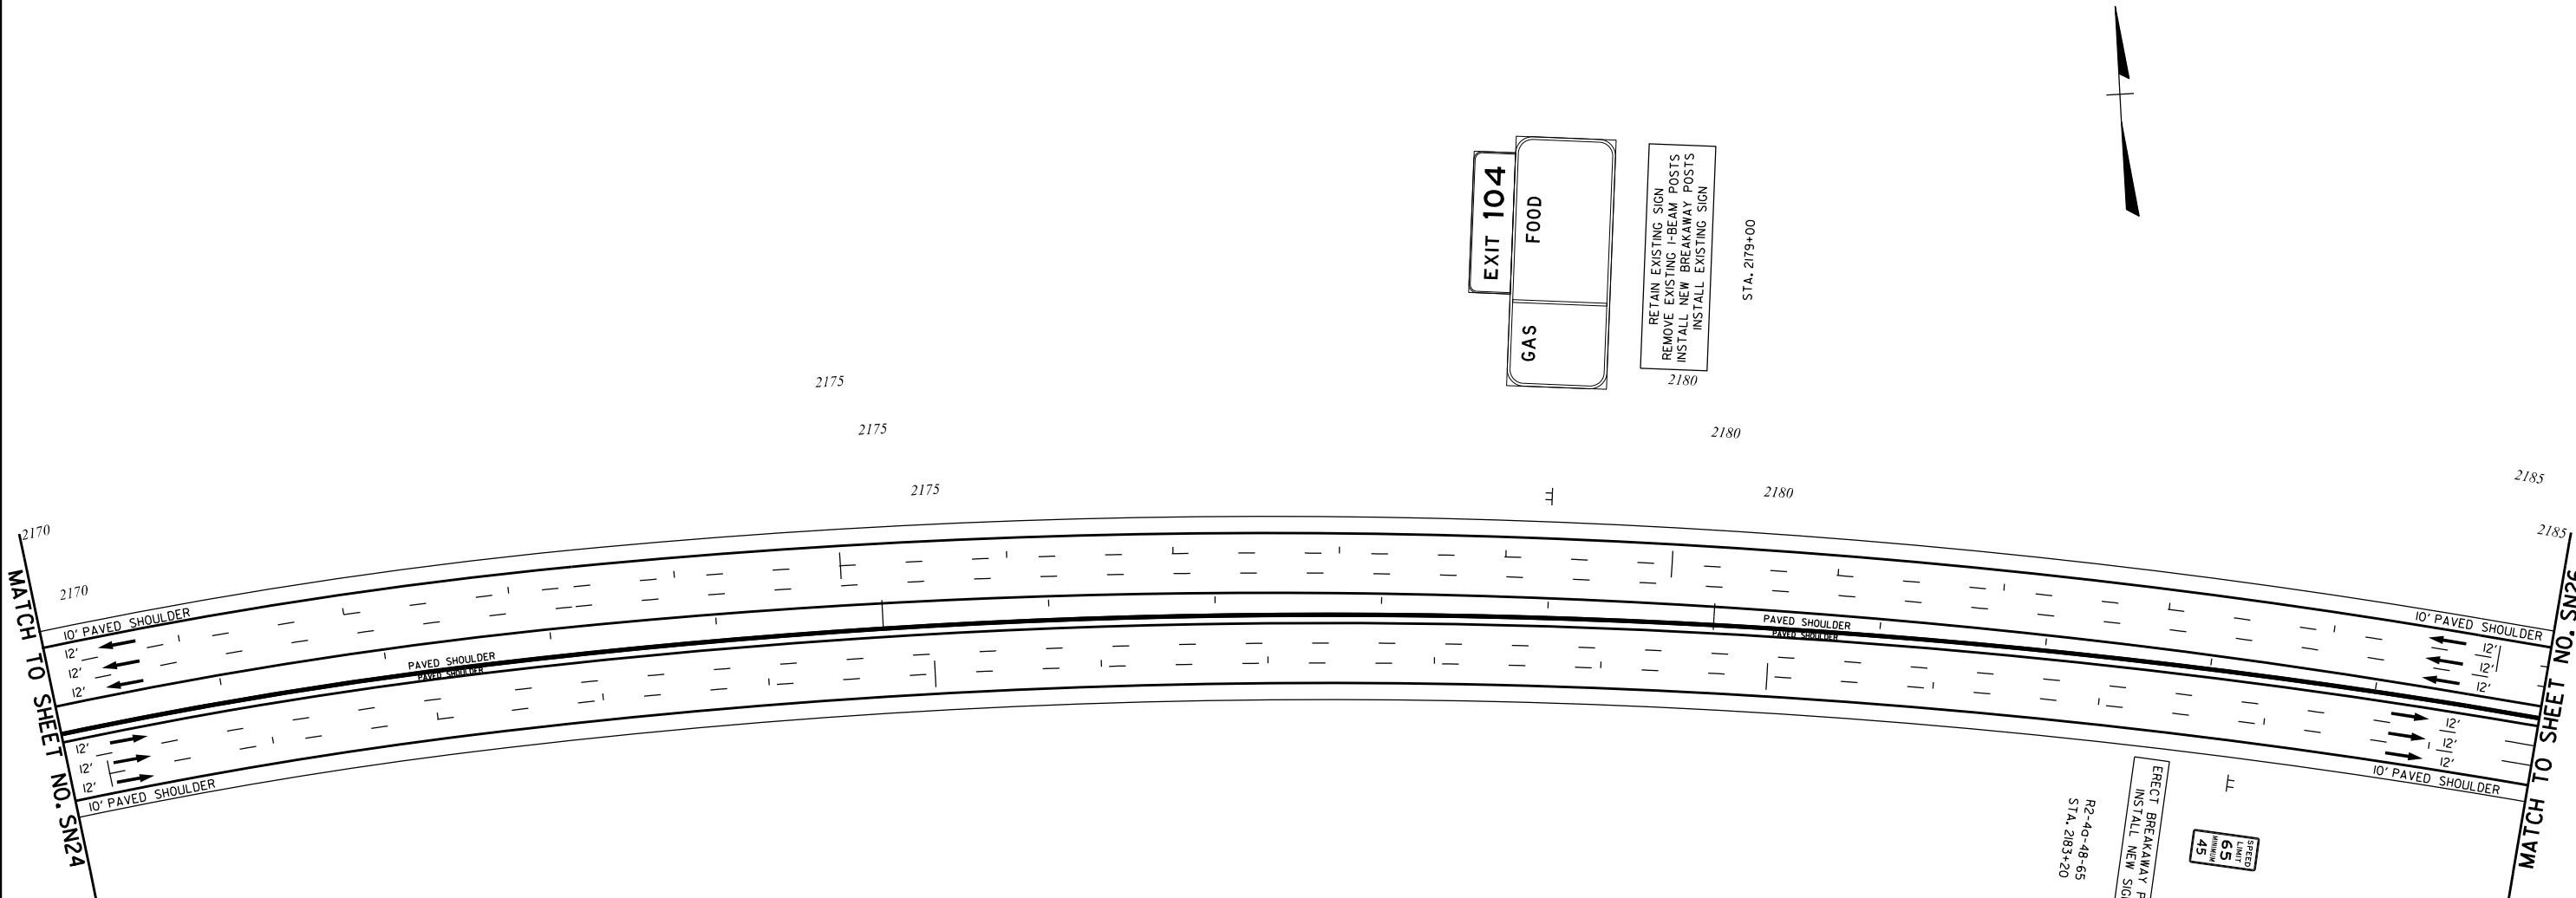 EXIT 104
GAS FOOD
RETAIN EXISTING SIGN
REMOVE EXISTING I-BEAM POSTS
INSTALL NEW BREAKAWAY POSTS
INSTALL EXISTING SIGN
STA. 2179+00
2175
2180
2175
2180
2175
2180
2185
2170
2185
2170
MATCH TO SHEET NO. SN24
10' PAVED SHOULDER
12'
12'
12'
PAVED SHOULDER
PAVED SHOULDER
12'
12'
12'
10' PAVED SHOULDER
PAVED SHOULDER
PAVED SHOULDER
10' PAVED SHOULDER
12'
12'
12'
12'
12'
12'
10' PAVED SHOULDER
MATCH TO SHEET NO. SN26
R2-4a-48-65
STA. 2183+20
ERECT BREAKAWAY
INSTALL NEW
SPEED
LIMIT
65
MINIMUM
45